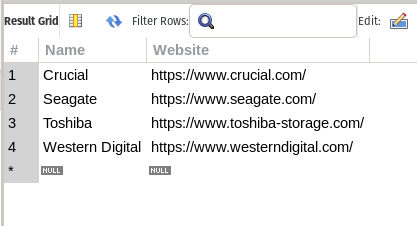 Result Grid Filter Rows: Edit:
# Name Website
1 Crucial https://www.crucial.com/
2 Seagate https://www.seagate.com/
3 Toshiba https://www.toshiba-storage.com/
4 Western Digital https://www.westerndigital.com/
* NULL NULL